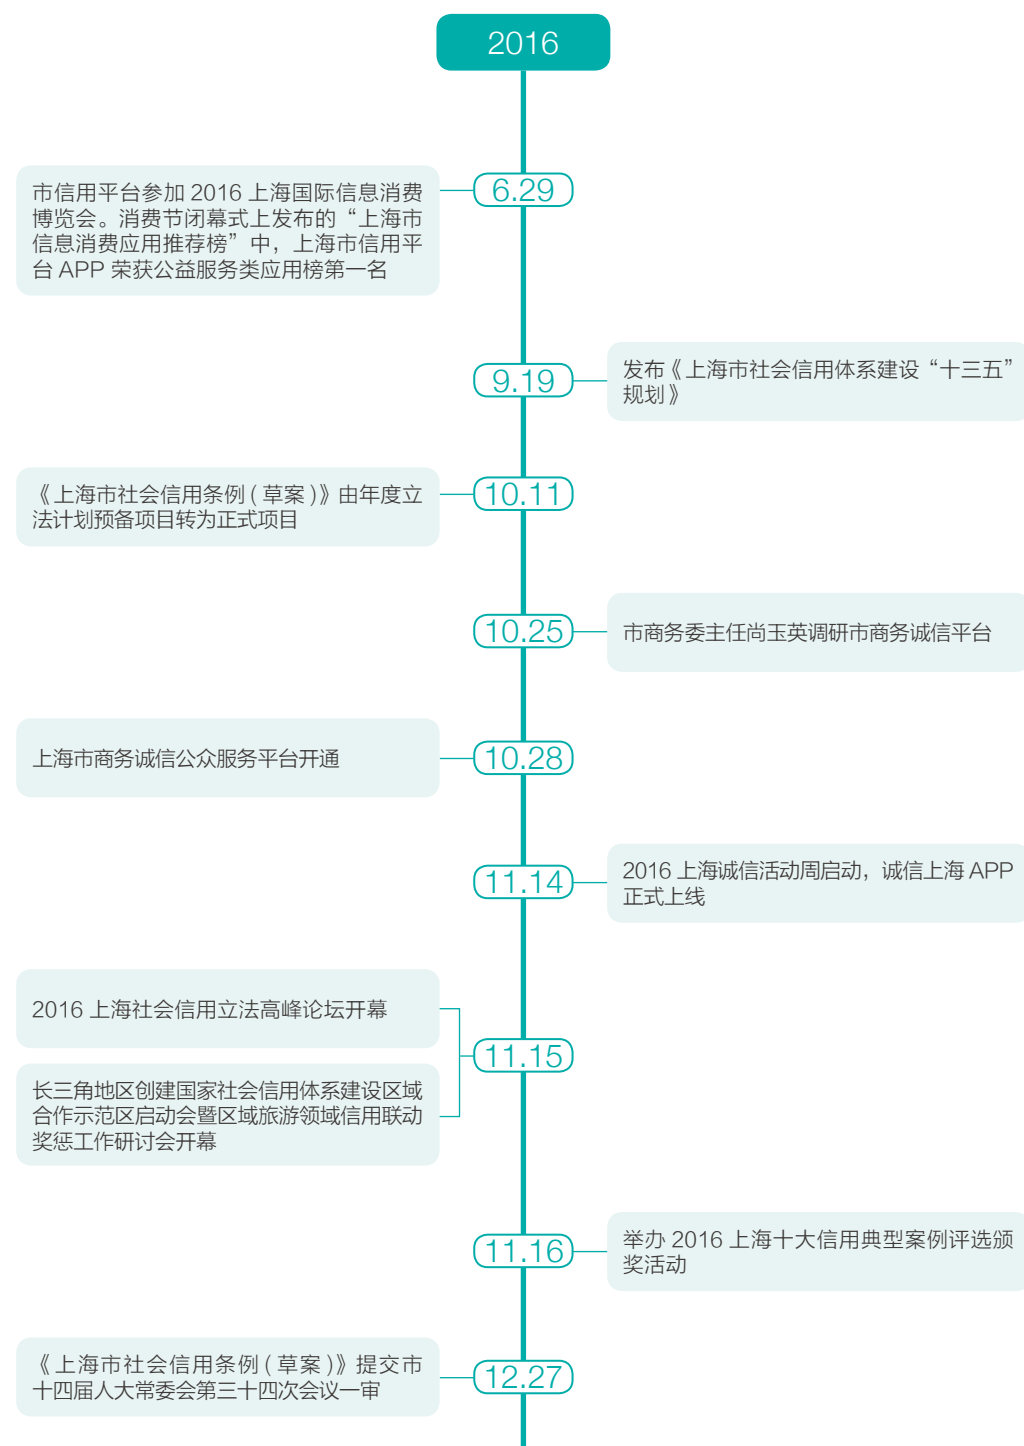 2016
6.29
市信用平台参加 2016 上海国际信息消费
博览会。消费节闭幕式上发布的“上海市
信息消费应用推荐榜”中，上海市信用平
台 APP 荣获公益服务类应用榜第一名
9.19
发布《上海市社会信用体系建设“十三五”
规划》
10.11
《上海市社会信用条例 ( 草案 )》由年度立
法计划预备项目转为正式项目
10.25
市商务委主任尚玉英调研市商务诚信平台
10.28
上海市商务诚信公众服务平台开通
11.14
2016 上海诚信活动周启动，诚信上海 APP
正式上线
11.15
2016 上海社会信用立法高峰论坛开幕
长三角地区创建国家社会信用体系建设区域
合作示范区启动会暨区域旅游领域信用联动
奖惩工作研讨会开幕
11.16
举办 2016 上海十大信用典型案例评选颁
奖活动
12.27
《上海市社会信用条例 ( 草案 )》提交市
十四届人大常委会第三十四次会议一审